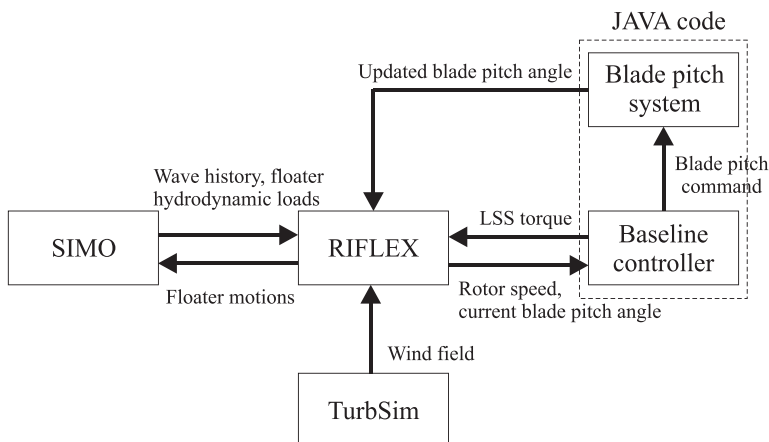 JAVA code
Updated blade pitch angle
Blade pitch
system
Wave history, floater
hydrodynamic loads
Blade pitch
command
SIMO
RIFLEX
LSS torque
Baseline
controller
Floater motions
Rotor speed,
current blade pitch angle
Wind field
TurbSim